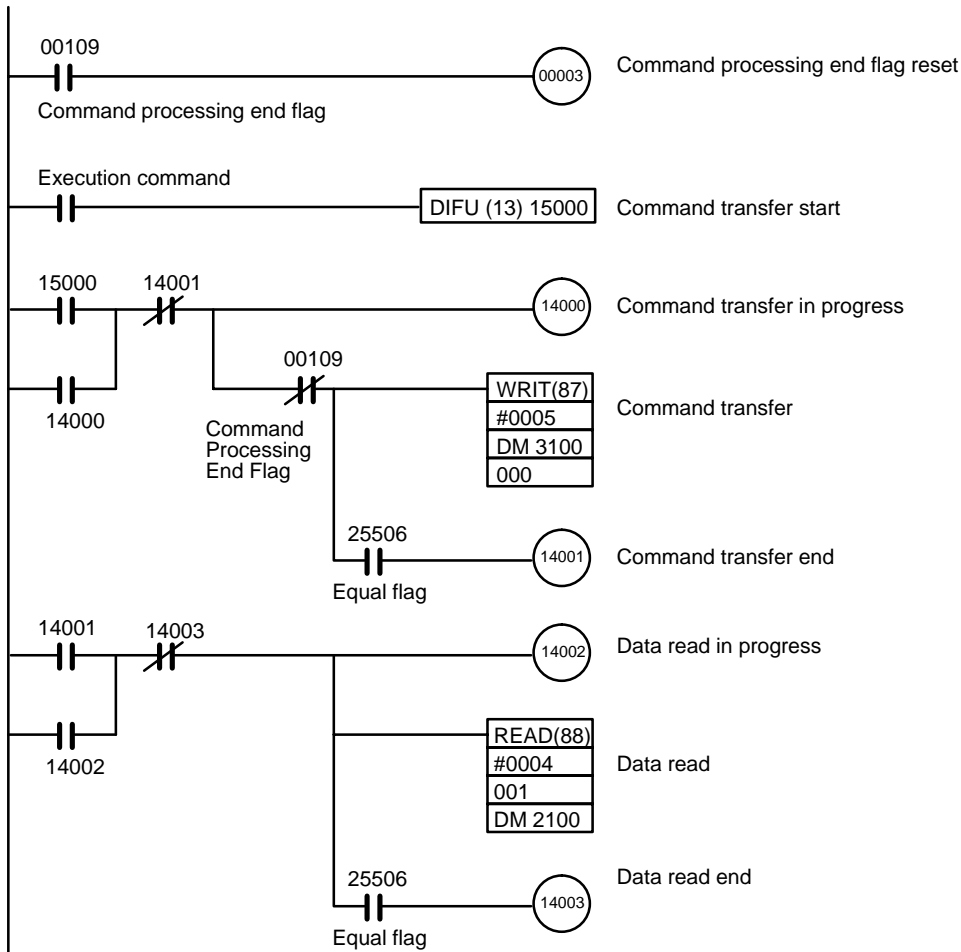 00109
00003
Command processing end flag reset
Command processing end flag
Execution command
DIFU (13) 15000
Command transfer start
15000
14001
14000
Command transfer in progress
14000
00109
Command
Processing
End Flag
WRIT(87)
#0005
DM 3100
000
Command transfer
25506
Equal flag
14001
Command transfer end
14001
14003
14002
Data read in progress
14002
READ(88)
#0004
001
DM 2100
Data read
25506
Equal flag
14003
Data read end